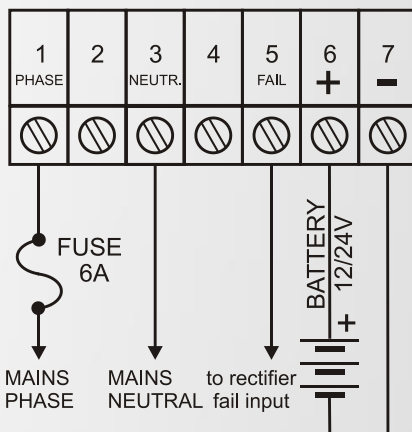 1 2 3 4 5 6 7
PHASE NEUTR. FAIL + -
FUSE
6A
BATTERY
12/24V
+
MAINS
PHASE
MAINS
NEUTRAL
to rectifier
fail input